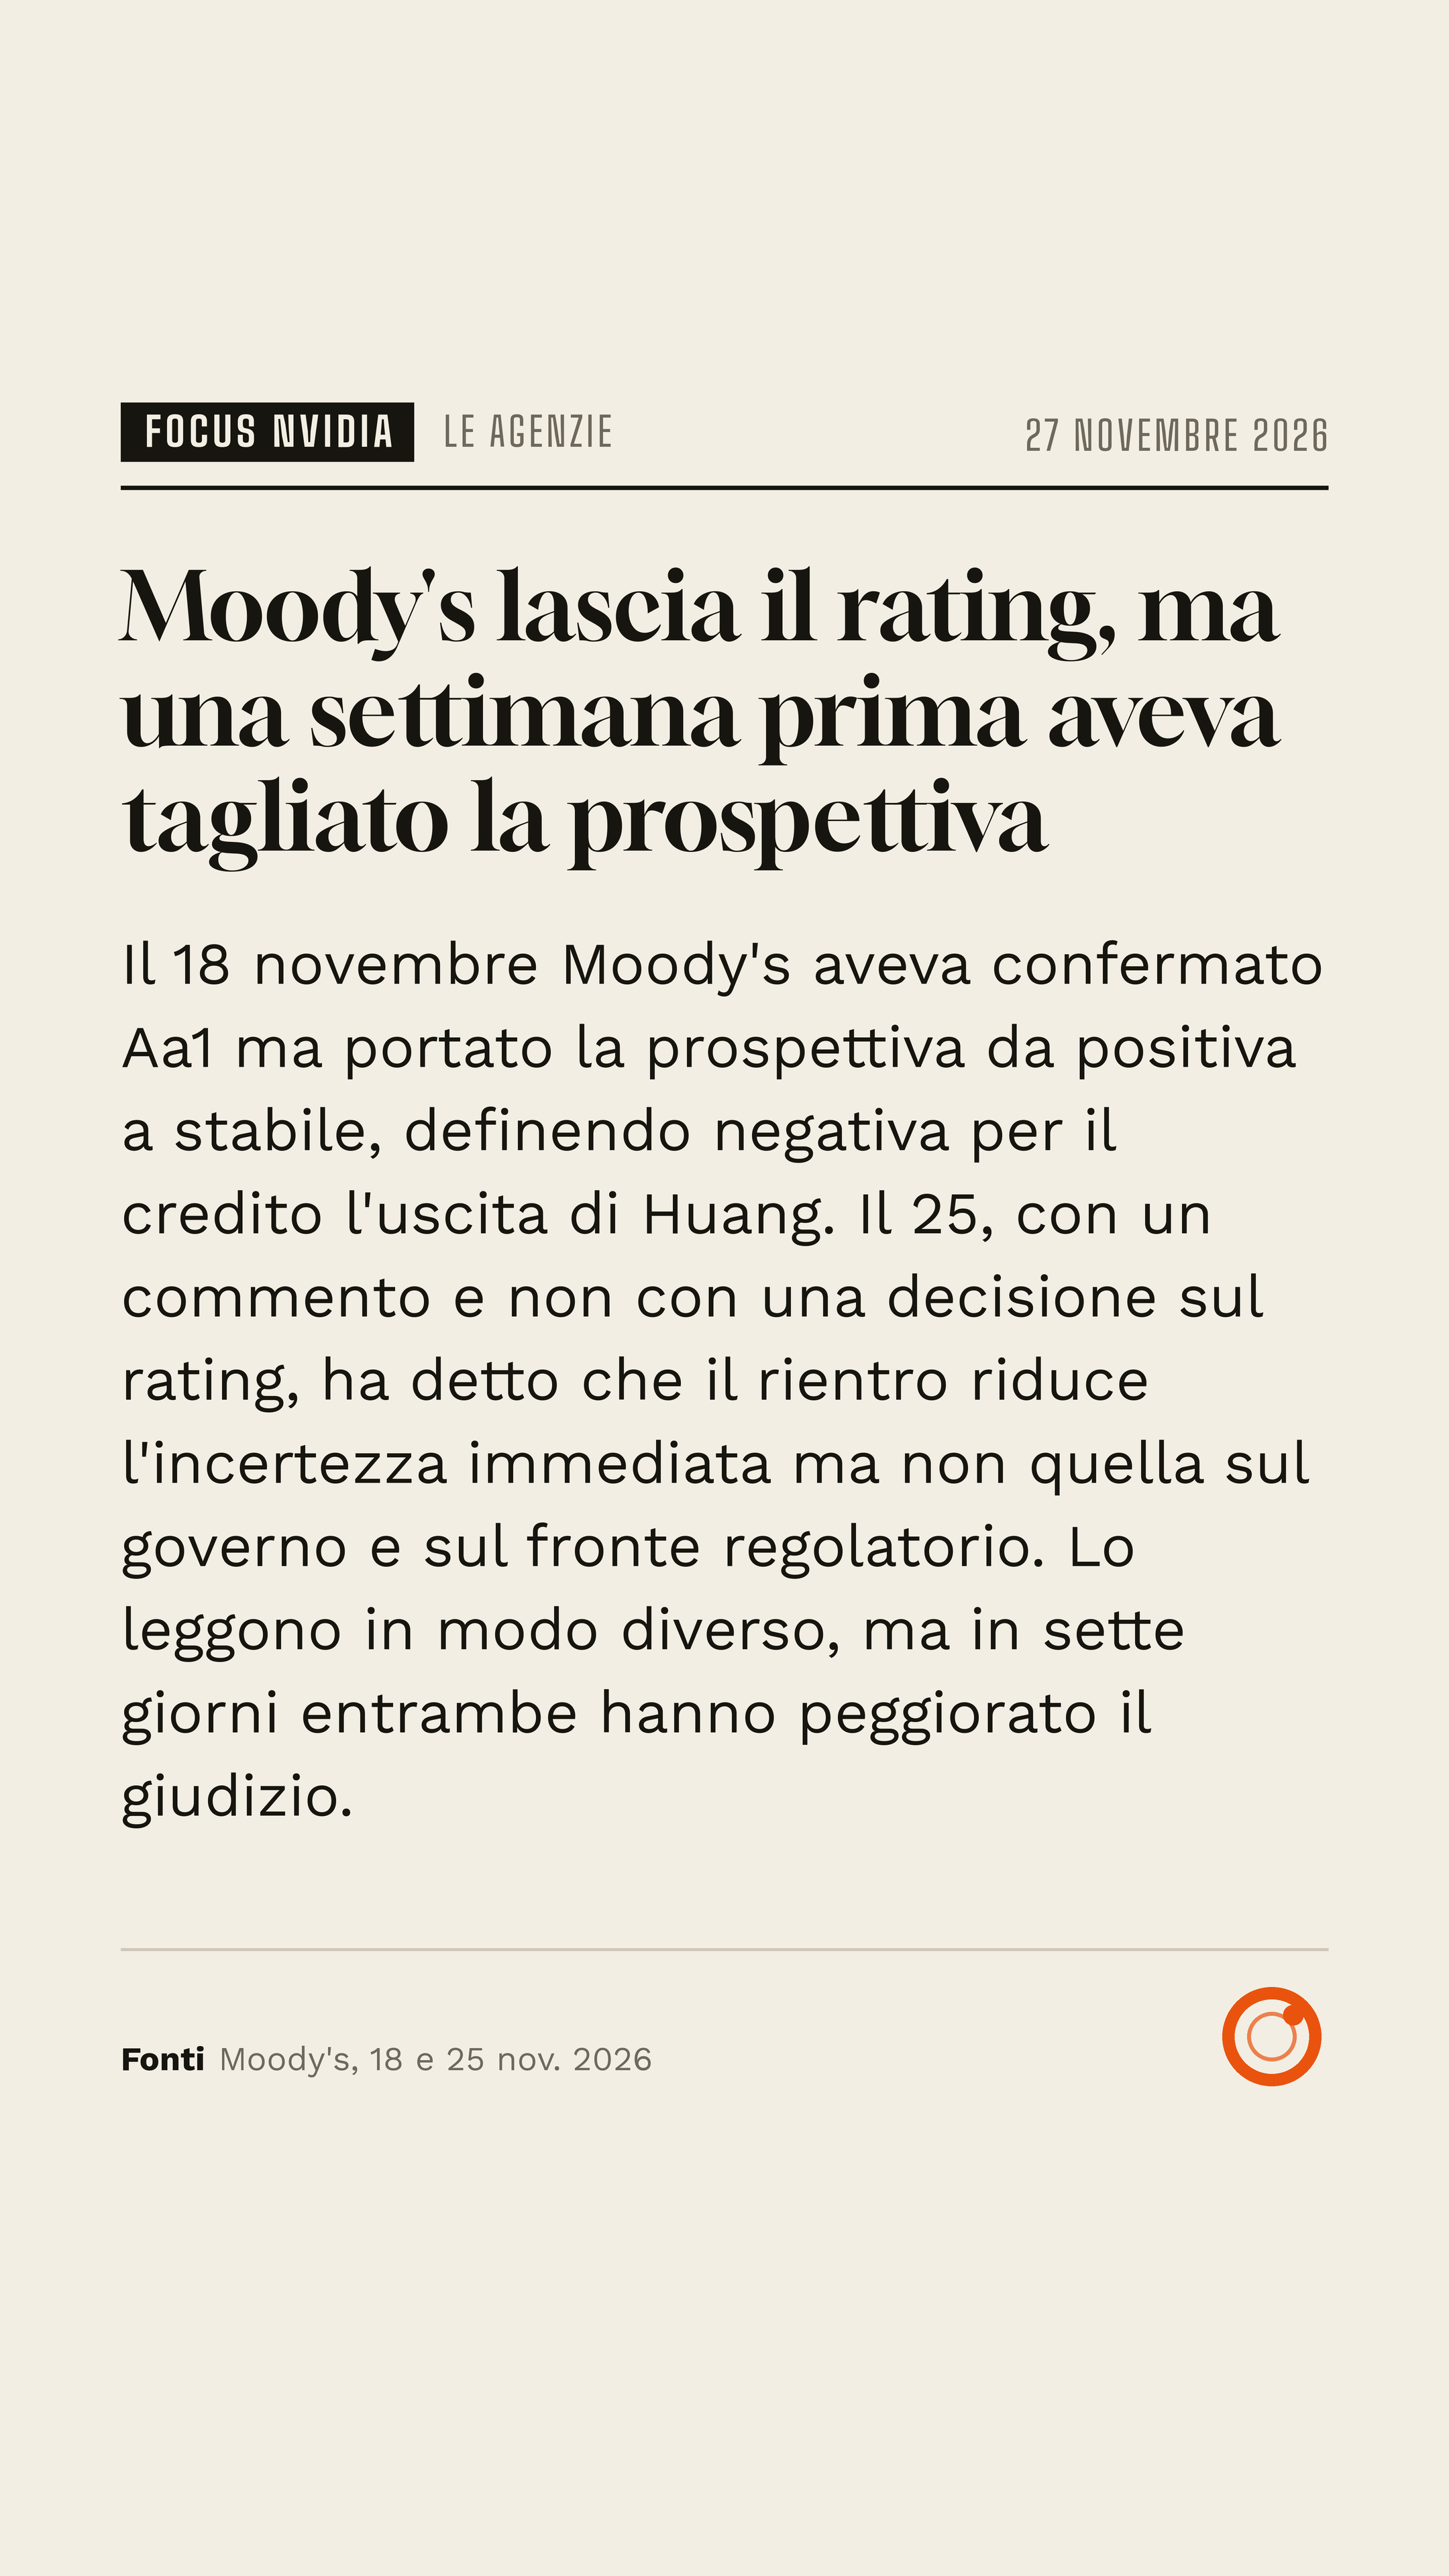 FOCUS NVIDIA LE AGENZIE 27 NOVEMBRE 2026
Moody's lascia il rating, ma
una settimana prima aveva
tagliato la prospettiva
Il 18 novembre Moody's aveva confermato
Aa1 ma portato la prospettiva da positiva
a stabile, definendo negativa per il
credito l'uscita di Huang. Il 25, con un
commento e non con una decisione sul
rating, ha detto che il rientro riduce
l'incertezza immediata ma non quella sul
governo e sul fronte regolatorio. Lo
leggono in modo diverso, ma in sette
giorni entrambe hanno peggiorato il
giudizio.
Fonti Moody's, 18 e 25 nov. 2026